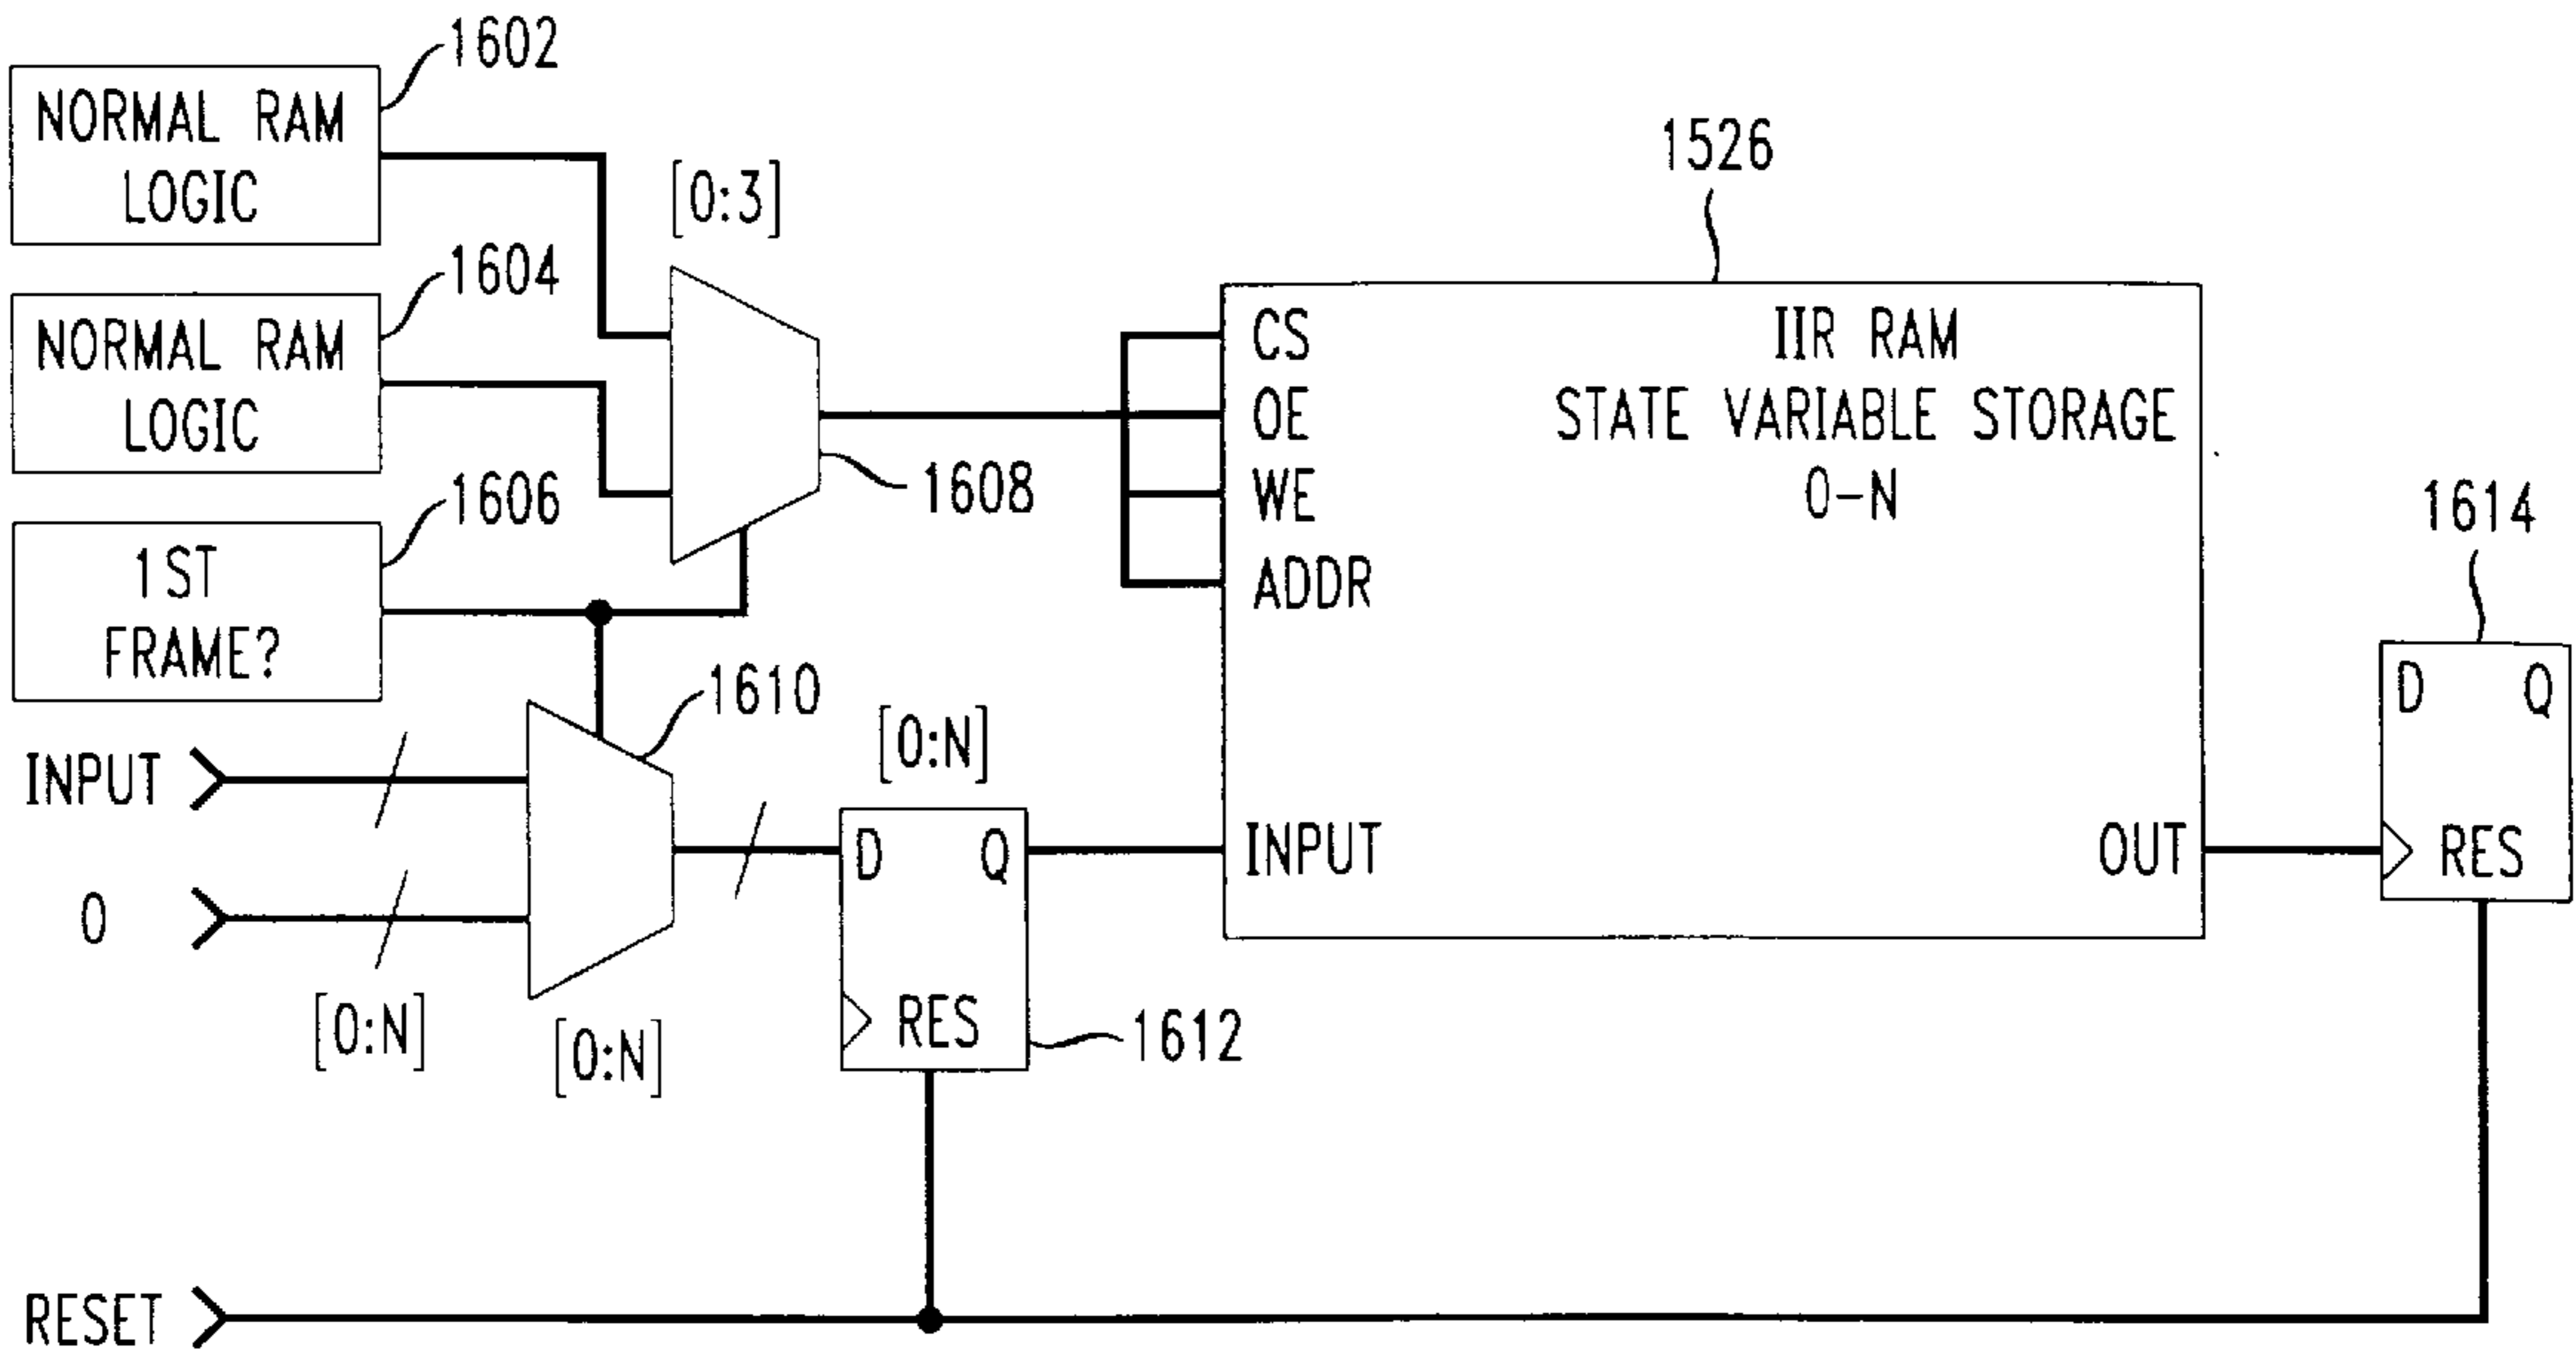 1602
NORMAL RAM
LOGIC
[0:3]
1526
1604
NORMAL RAM
LOGIC
1608
CS
OE
WE
ADDR
IIR RAM
STATE VARIABLE STORAGE
0-N
1606
1ST
FRAME?
1614
D Q
RES
1610
[0:N]
INPUT
0
[0:N]
[0:N]
D Q
RES
1612
INPUT
OUT
RESET